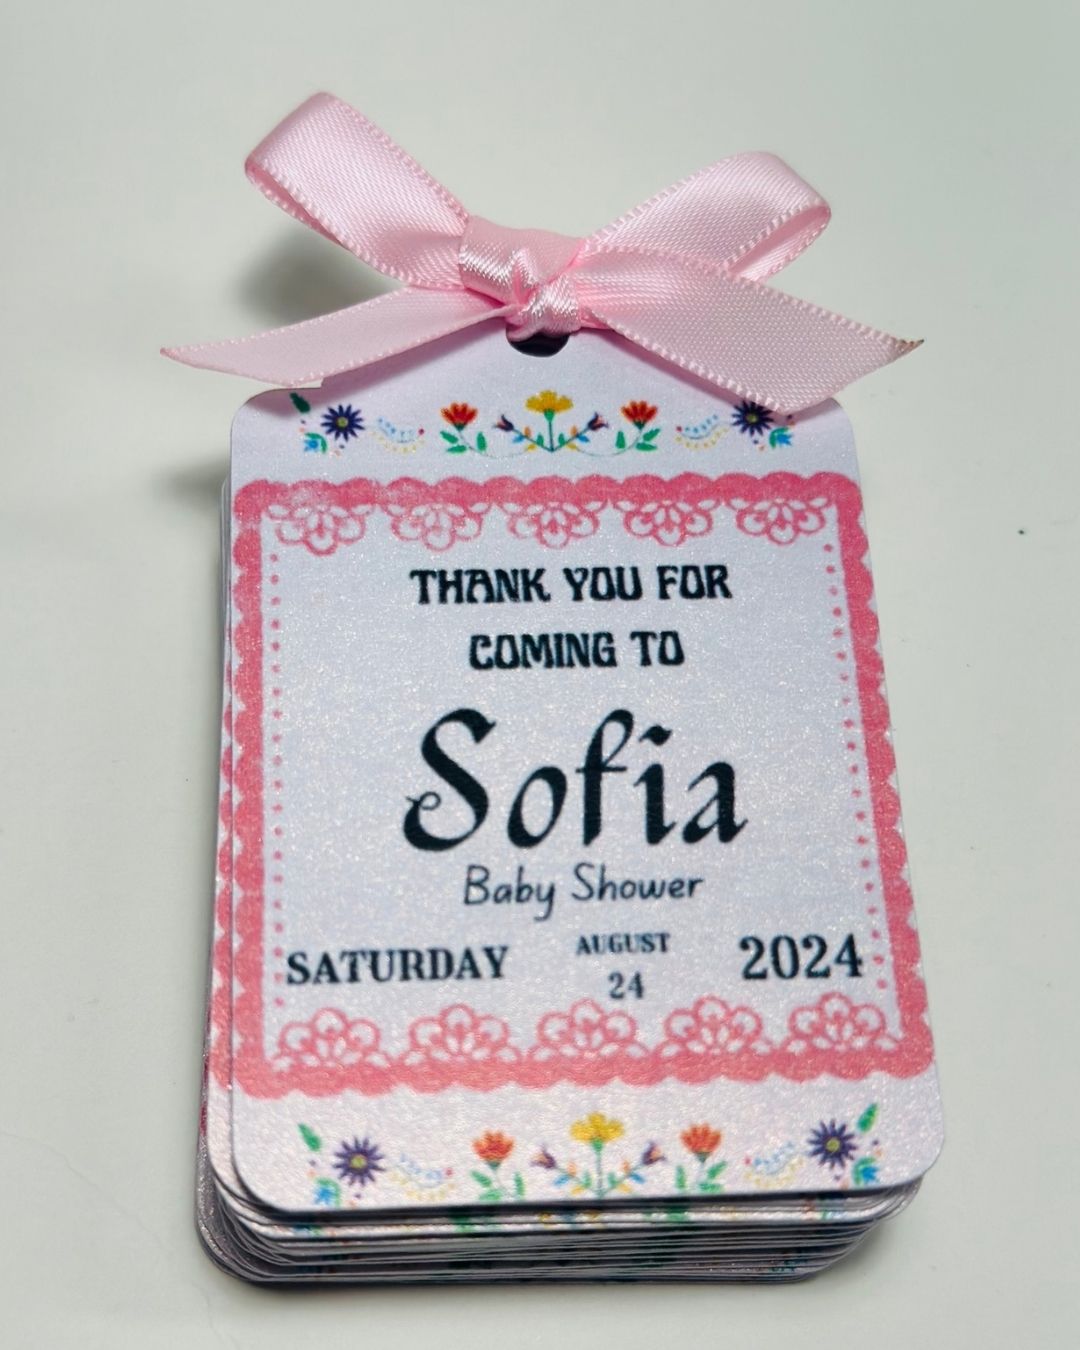 THANK YOU FOR
COMING TO
Sofia
Baby Shower
SATURDAY AUGUST 24 2024